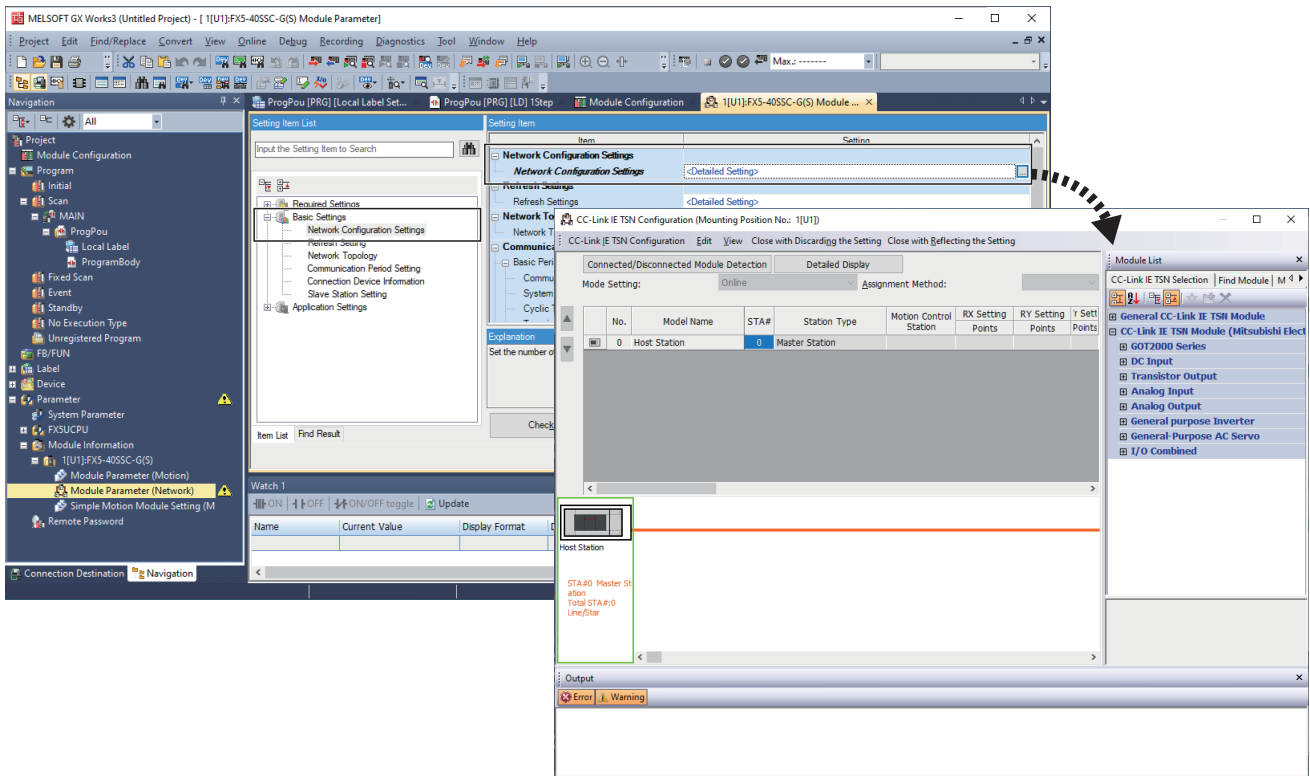 MELSOFT GX Works3 (Untitled Project) - [ 1[U1]:FX5-40SSC-G(S) Module Parameter]
Project Edit Find/Replace Convert View Online Debug Recording Diagnostics Tool Window Help
Max.: -------
Navigation
ProgPou [PRG] [Local Label Set...
ProgPou [PRG] [LD] 1Step
Module Configuration
1[U1]:FX5-40SSC-G(S) Module ...
All
Project
Module Configuration
Program
Initial
Scan
MAIN
ProgPou
Local Label
ProgramBody
Fixed Scan
Event
Standby
No Execution Type
Unregistered Program
FB/FUN
Label
Device
Parameter
System Parameter
FX5UCPU
Module Information
1[U1]:FX5-40SSC-G(S)
Module Parameter (Motion)
Module Parameter (Network)
Simple Motion Module Setting (M
Remote Password
Connection Destination
Navigation
Setting Item List
Input the Setting Item to Search
Required Settings
Basic Settings
Network Configuration Settings
Refresh Setting
Network Topology
Communication Period Setting
Connection Device Information
Slave Station Setting
Application Settings
Item List
Find Result
Setting Item
Item Setting
Network Configuration Settings
Network Configuration Settings <Detailed Setting>
Refresh Settings
Refresh Settings <Detailed Setting>
Network To
Network T
Communica
Basic Peri
Commu
System
Cyclic T
Explanation
Set the number o
Check
Watch 1
ON OFF ON/OFF toggle Update
Name Current Value Display Format D
CC-Link IE TSN Configuration (Mounting Position No.: 1[U1])
CC-Link IE TSN Configuration Edit View Close with Discarding the Setting Close with Reflecting the Setting
Connected/Disconnected Module Detection Detailed Display
Mode Setting: Online Assignment Method:
No. Model Name STA# Station Type Motion Control Station RX Setting RY Setting r Sett
Points Points Points
0 Host Station 0 Master Station
Host Station
STA#0 Master St
ation
Total STA#:0
Line/Star
Module List
CC-Link IE TSN Selection Find Module M
General CC-Link IE TSN Module
CC-Link IE TSN Module (Mitsubishi Elect
GOT2000 Series
DC Input
Transistor Output
Analog Input
Analog Output
General purpose Inverter
General-Purpose AC Servo
I/O Combined
Output
Error Warning